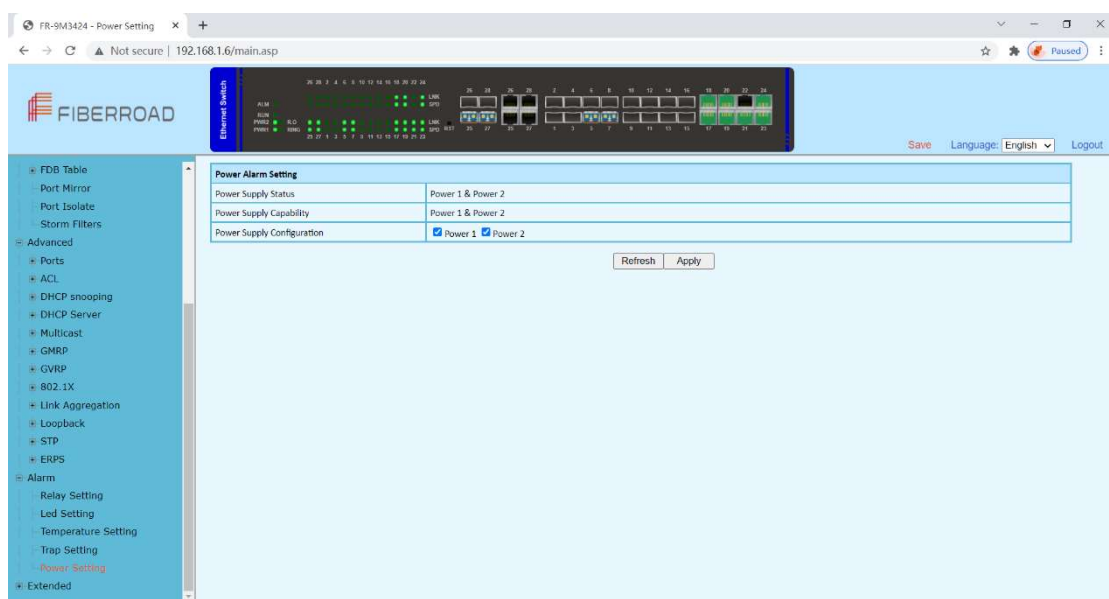 FR-9M3424 - Power Setting
Not secure | 192.168.1.6/main.asp
Paused
FIBERROAD
Ethernet Switch
ALM
RUN
PWR2 R.O
PWR1 RING
LNK
SPD
LNK
SPD RST
Save Language: English Logout
FDB Table
Port Mirror
Port Isolate
Storm Filters
Advanced
Ports
ACL
DHCP snooping
DHCP Server
Multicast
GMRP
GVRP
802.1X
Link Aggregation
Loopback
STP
ERPS
Alarm
Relay Setting
Led Setting
Temperature Setting
Trap Setting
Power Setting
Extended
Power Alarm Setting
Power Supply Status Power 1 & Power 2
Power Supply Capability Power 1 & Power 2
Power Supply Configuration Power 1 Power 2
Refresh Apply